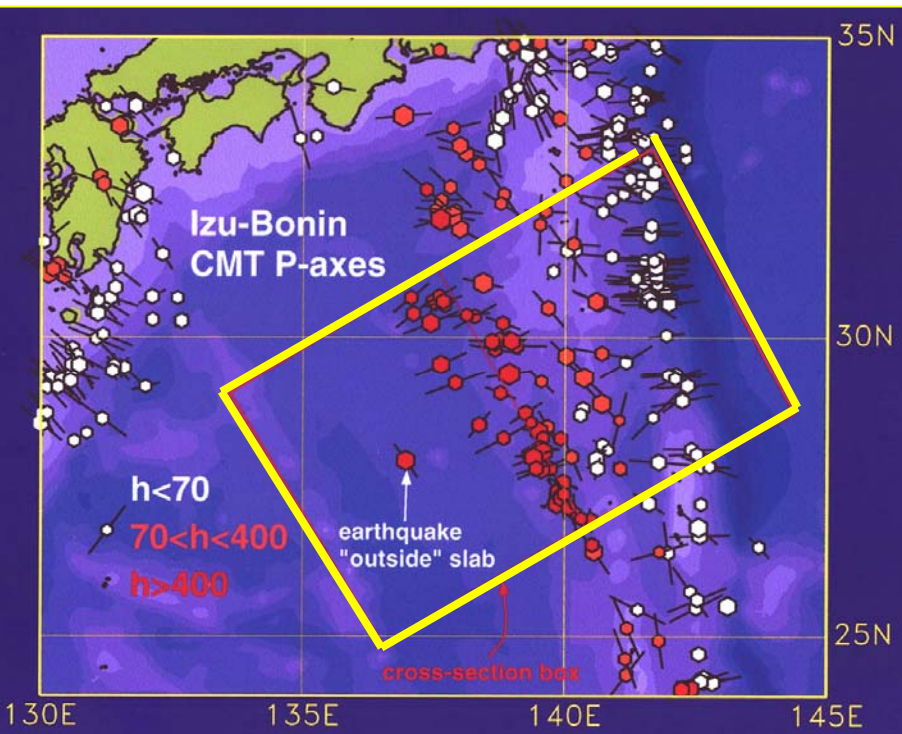 35N
Izu-Bonin
CMT P-axes
30N
h<70
70<h<400
h>400
earthquake
"outside" slab
25N
cross-section box
130E
135E
140E
145E